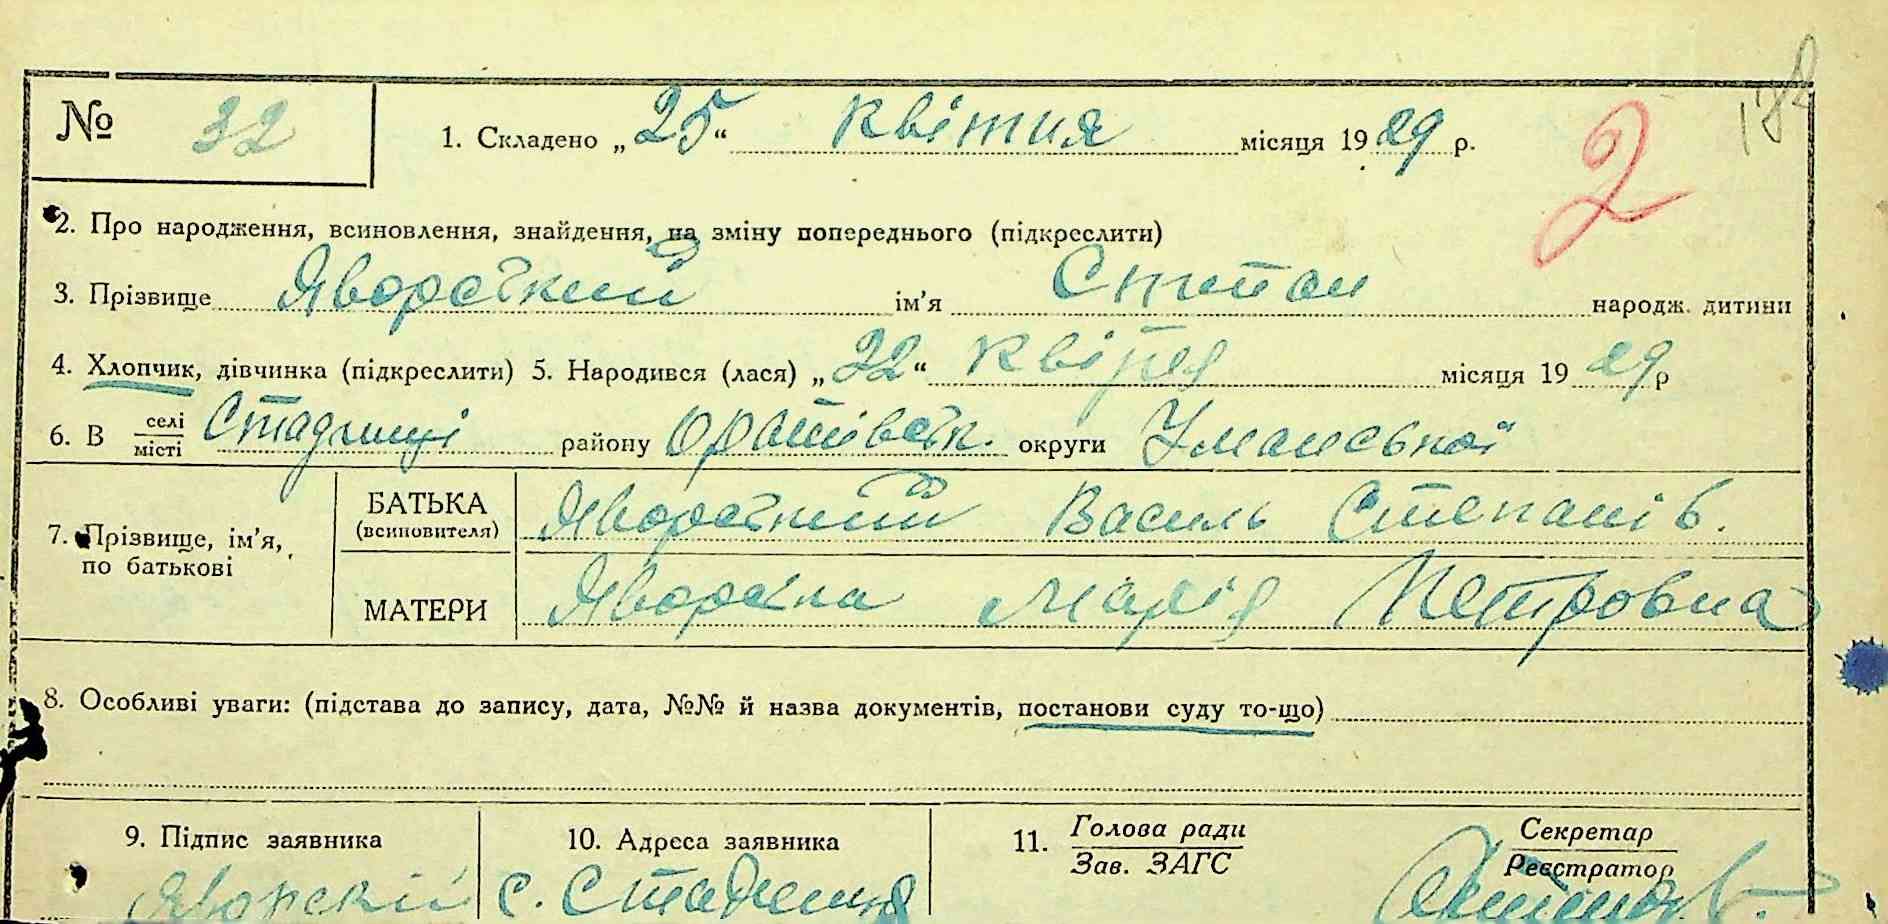 182
№ 32 1. Складено „25“ квітня місяця 1929 р. 2
2. Про народження, всиновлення, знайдення, на зміну попереднього (підкреслити)
3. Прізвище Яворський ім’я Степан народж. дитини
4. Хлопчик, дівчинка (підкреслити) 5. Народився (лася) „22“ квітня місяця 1929 р
6. В селі/місті Стадниці району Оратівськ. округи Уманської
7. Прізвище, ім’я, по батькові
БАТЬКА (всиновителя) Яворський Василь Степанів.
МАТЕРИ Яворська Марія Петровна
8. Особливі уваги: (підстава до запису, дата, №№ й назва документів, постанови суду то-що)
9. Підпис заявника 10. Адреса заявника 11. Голова ради/Зав. ЗАГС Секретар/Реєстратор
Яворскій с. Стадниця